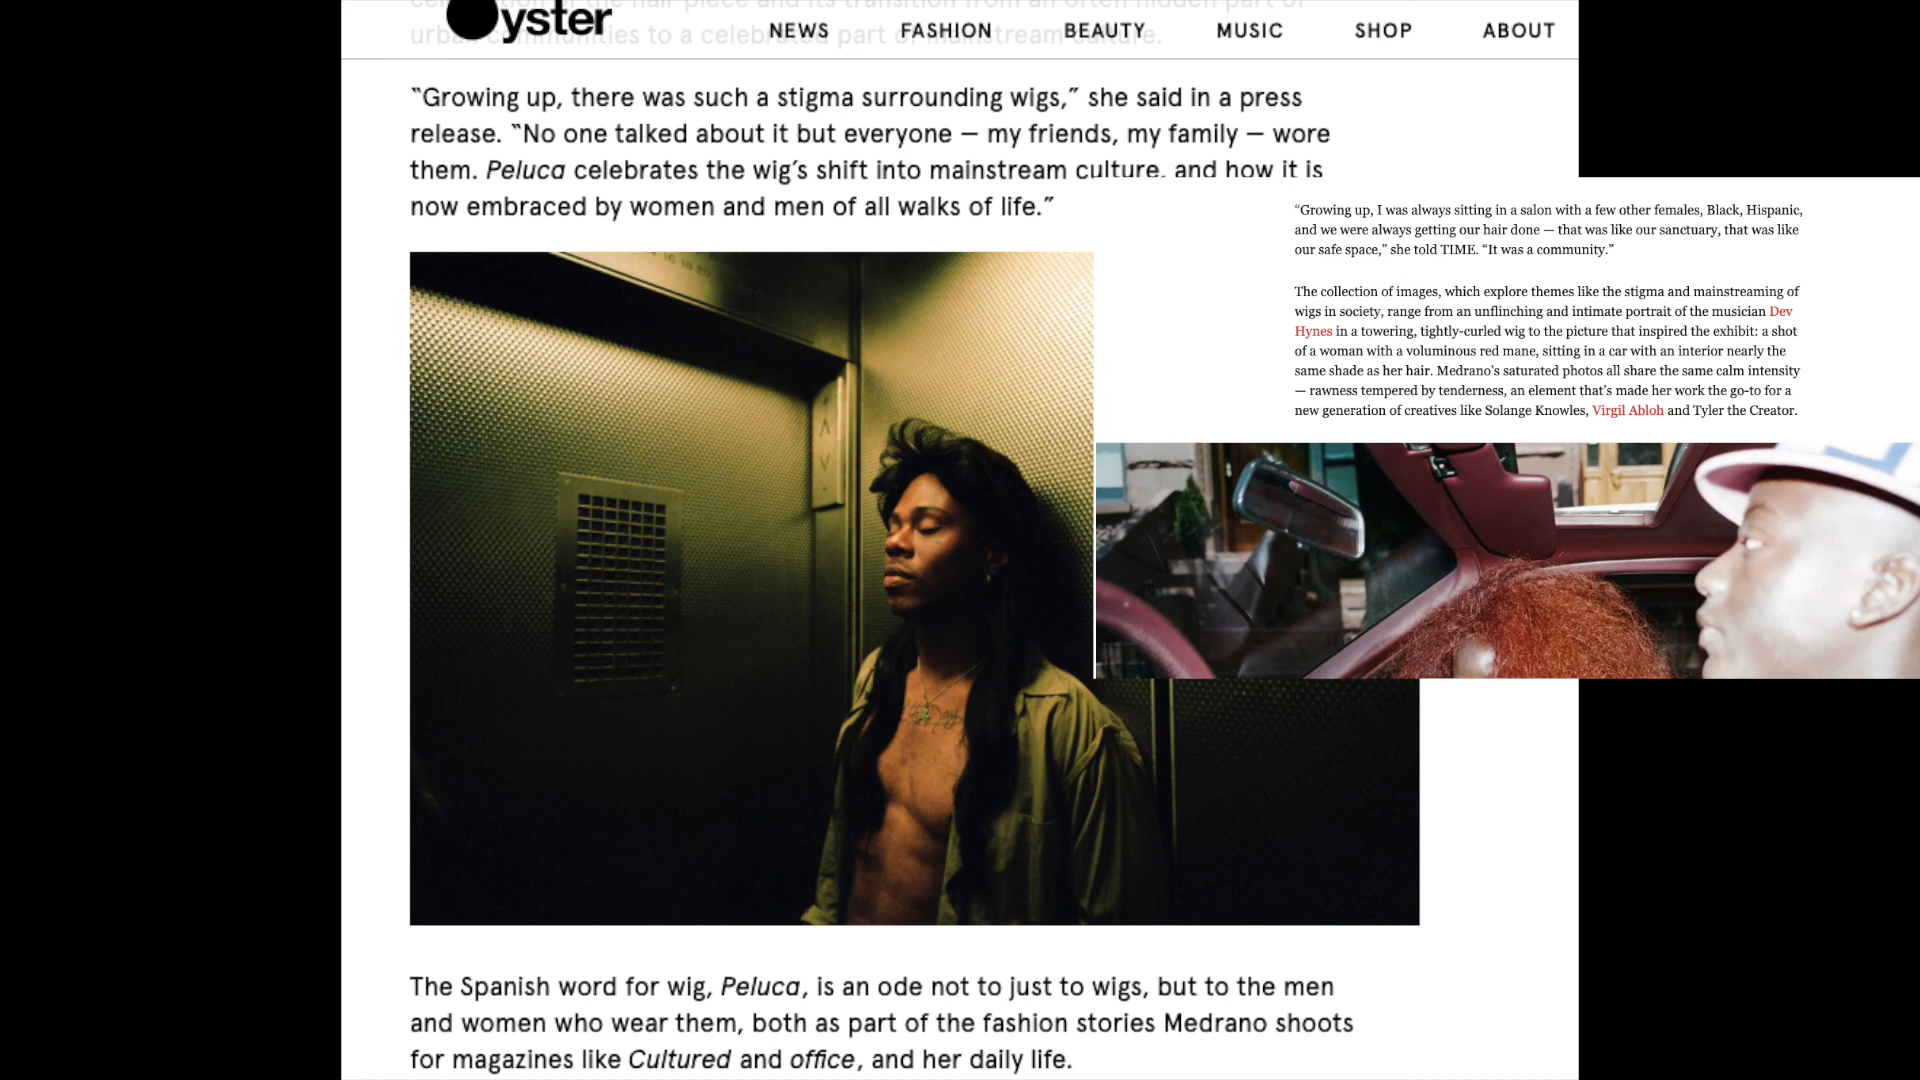 Oyster
NEWS FASHION BEAUTY MUSIC SHOP ABOUT
urban communities to a celebrated part of mainstream culture.
“Growing up, there was such a stigma surrounding wigs,” she said in a press
release. “No one talked about it but everyone — my friends, my family — wore
them. Peluca celebrates the wig’s shift into mainstream culture, and how it is
now embraced by women and men of all walks of life.”
“Growing up, I was always sitting in a salon with a few other females, Black, Hispanic,
and we were always getting our hair done — that was like our sanctuary, that was like
our safe space,” she told TIME. “It was a community.”
The collection of images, which explore themes like the stigma and mainstreaming of
wigs in society, range from an unflinching and intimate portrait of the musician Dev
Hynes in a towering, tightly-curled wig to the picture that inspired the exhibit: a shot
of a woman with a voluminous red mane, sitting in a car with an interior nearly the
same shade as her hair. Medrano’s saturated photos all share the same calm intensity
— rawness tempered by tenderness, an element that’s made her work the go-to for a
new generation of creatives like Solange Knowles, Virgil Abloh and Tyler the Creator.
The Spanish word for wig, Peluca, is an ode not to just to wigs, but to the men
and women who wear them, both as part of the fashion stories Medrano shoots
for magazines like Cultured and office, and her daily life.